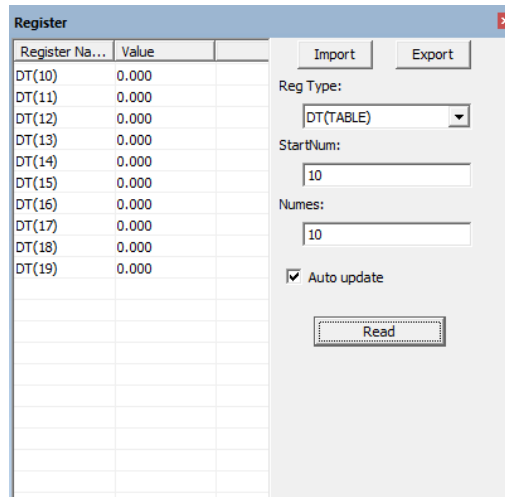 Register
Register Na... Value
DT(10) 0.000
DT(11) 0.000
DT(12) 0.000
DT(13) 0.000
DT(14) 0.000
DT(15) 0.000
DT(16) 0.000
DT(17) 0.000
DT(18) 0.000
DT(19) 0.000
Import Export
Reg Type:
DT(TABLE)
StartNum:
10
Numes:
10
Auto update
Read